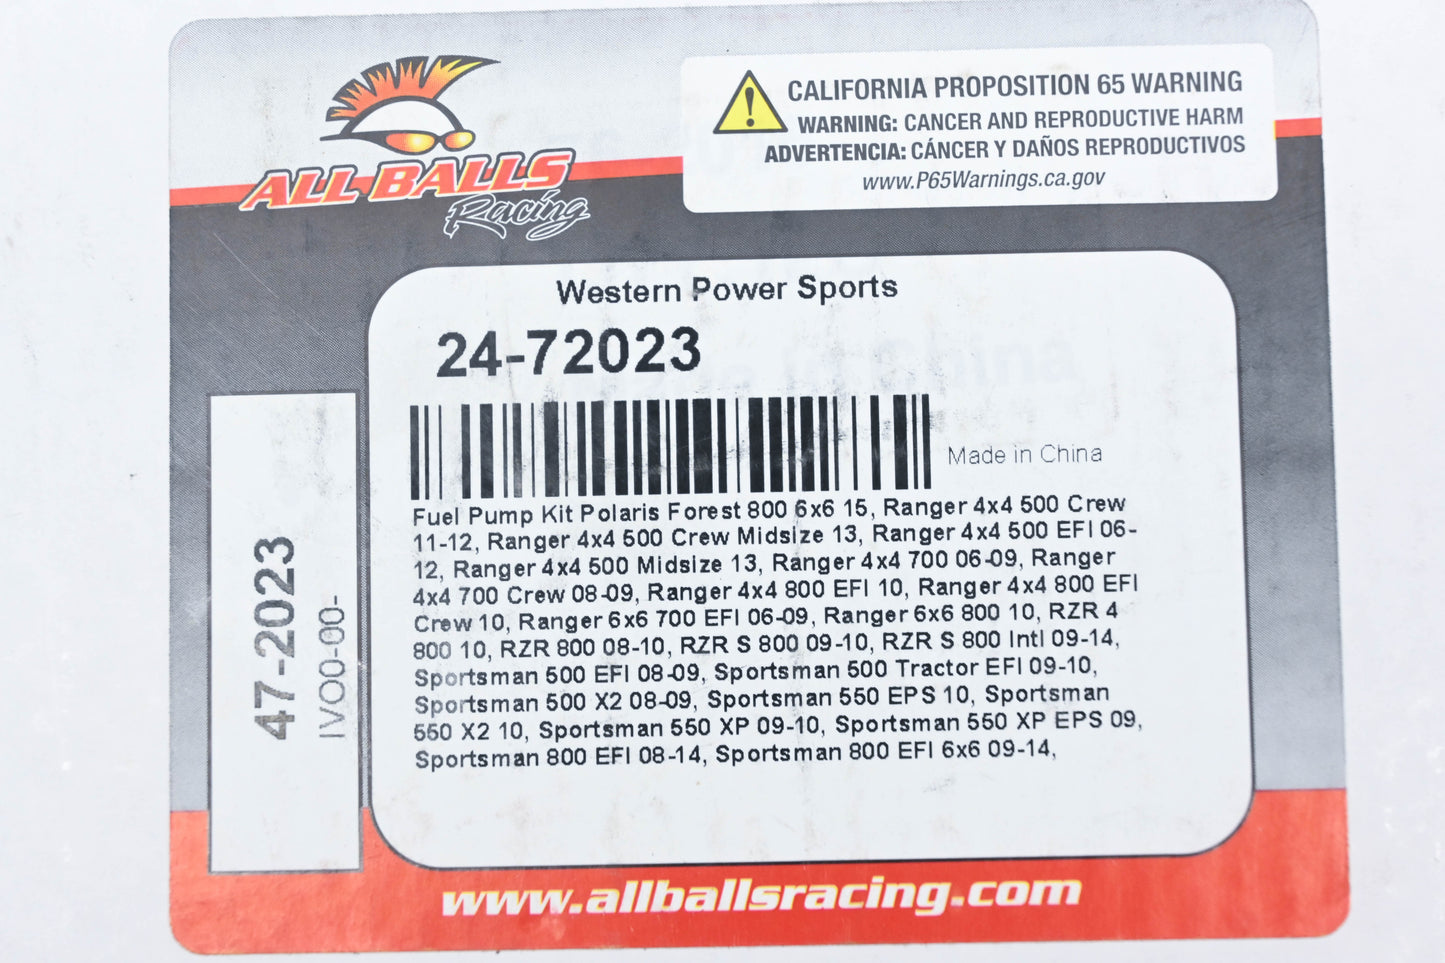 ALL BALLS
Racing
CALIFORNIA PROPOSITION 65 WARNING
WARNING: CANCER AND REPRODUCTIVE HARM
ADVERTENCIA: CÁNCER Y DAÑOS REPRODUCTIVOS
www.P65Warnings.ca.gov
Western Power Sports
24-72023
Made in China
Fuel Pump Kit Polaris Forest 800 6x6 15, Ranger 4x4 500 Crew
11-12, Ranger 4x4 500 Crew Midsize 13, Ranger 4x4 500 EFI 06-
12, Ranger 4x4 500 Midsize 13, Ranger 4x4 700 06-09, Ranger
4x4 700 Crew 08-09, Ranger 4x4 800 EFI 10, Ranger 4x4 800 EFI
Crew 10, Ranger 6x6 700 EFI 06-09, Ranger 6x6 800 10, RZR 4
800 10, RZR 800 08-10, RZR S 800 09-10, RZR S 800 Intl 09-14,
Sportsman 500 EFI 08-09, Sportsman 500 Tractor EFI 09-10,
Sportsman 500 X2 08-09, Sportsman 550 EPS 10, Sportsman
550 X2 10, Sportsman 550 XP 09-10, Sportsman 550 XP EPS 09,
Sportsman 800 EFI 08-14, Sportsman 800 EFI 6x6 09-14,
47-2023
IVO0-00-
www.allballsracing.com